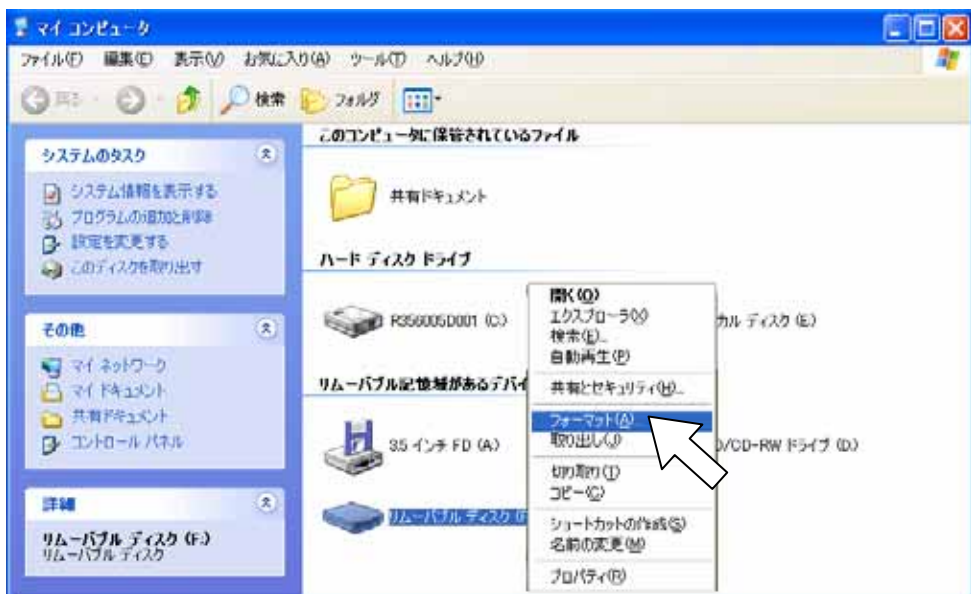 マイ コンピュータ
ファイル(F) 編集(E) 表示(V) お気に入り(A) ツール(T) ヘルプ(H)
戻る 検索 フォルダ
システムのタスク
システム情報を表示する
プログラムの追加と削除
設定を変更する
このディスクを取り出す
その他
マイ ネットワーク
マイ ドキュメント
共有ドキュメント
コントロール パネル
詳細
リムーバブル ディスク (F:)
リムーバブル ディスク
このコンピュータに保管されているファイル
共有ドキュメント
ハード ディスク ドライブ
R356005D001 (C:)
カル ディスク (E:)
リムーバブル記憶域があるデバイ
3.5 インチ FD (A:)
D/CD-RW ドライブ (D:)
リムーバブル ディスク (F
開く(O)
エクスプローラ(X)
検索(E)...
自動再生(P)
共有とセキュリティ(H)...
フォーマット(A)...
取り出し(J)
切り取り(T)
コピー(C)
ショートカットの作成(S)
名前の変更(M)
プロパティ(R)